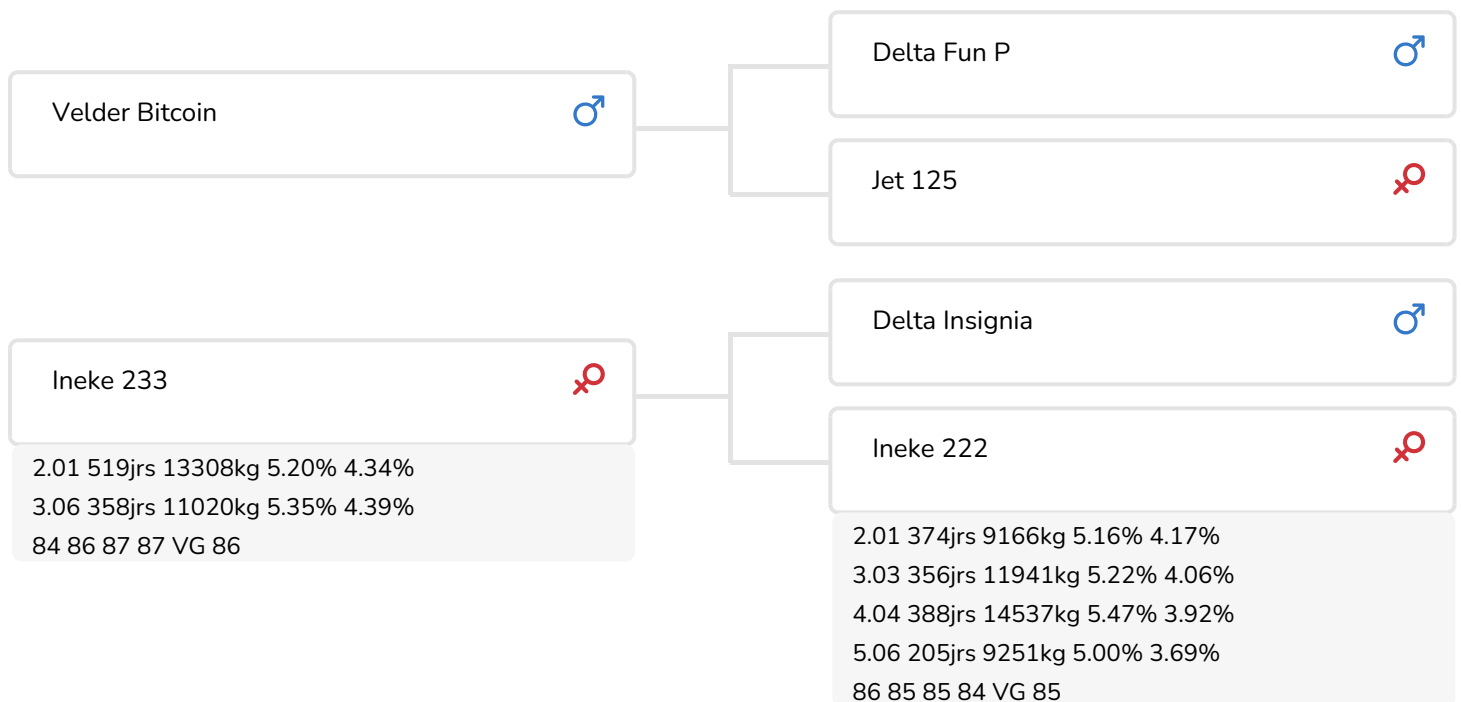 Delta Fun P
Velder Bitcoin
Jet 125
Delta Insignia
Ineke 233
Ineke 222
2.01 519jrs 13308kg 5.20% 4.34%
3.06 358jrs 11020kg 5.35% 4.39%
84 86 87 87 VG 86
2.01 374jrs 9166kg 5.16% 4.17%
3.03 356jrs 11941kg 5.22% 4.06%
4.04 388jrs 14537kg 5.47% 3.92%
5.06 205jrs 9251kg 5.00% 3.69%
86 85 85 84 VG 85